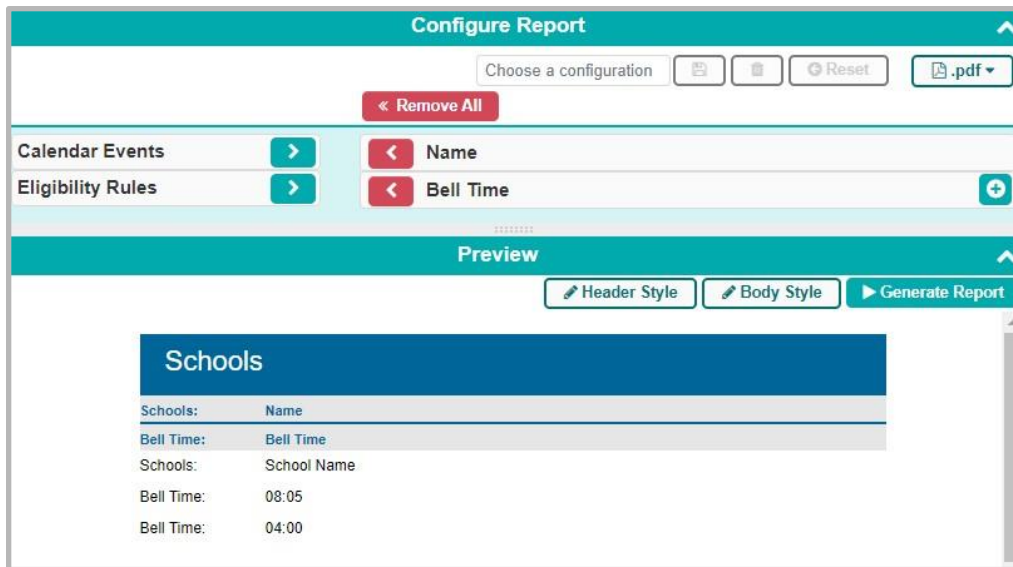 Configure Report
Choose a configuration Reset .pdf
« Remove All
Calendar Events Name
Eligibility Rules Bell Time
Preview
Header Style Body Style Generate Report
Schools
Schools: Name
Bell Time: Bell Time
Schools: School Name
Bell Time: 08:05
Bell Time: 04:00